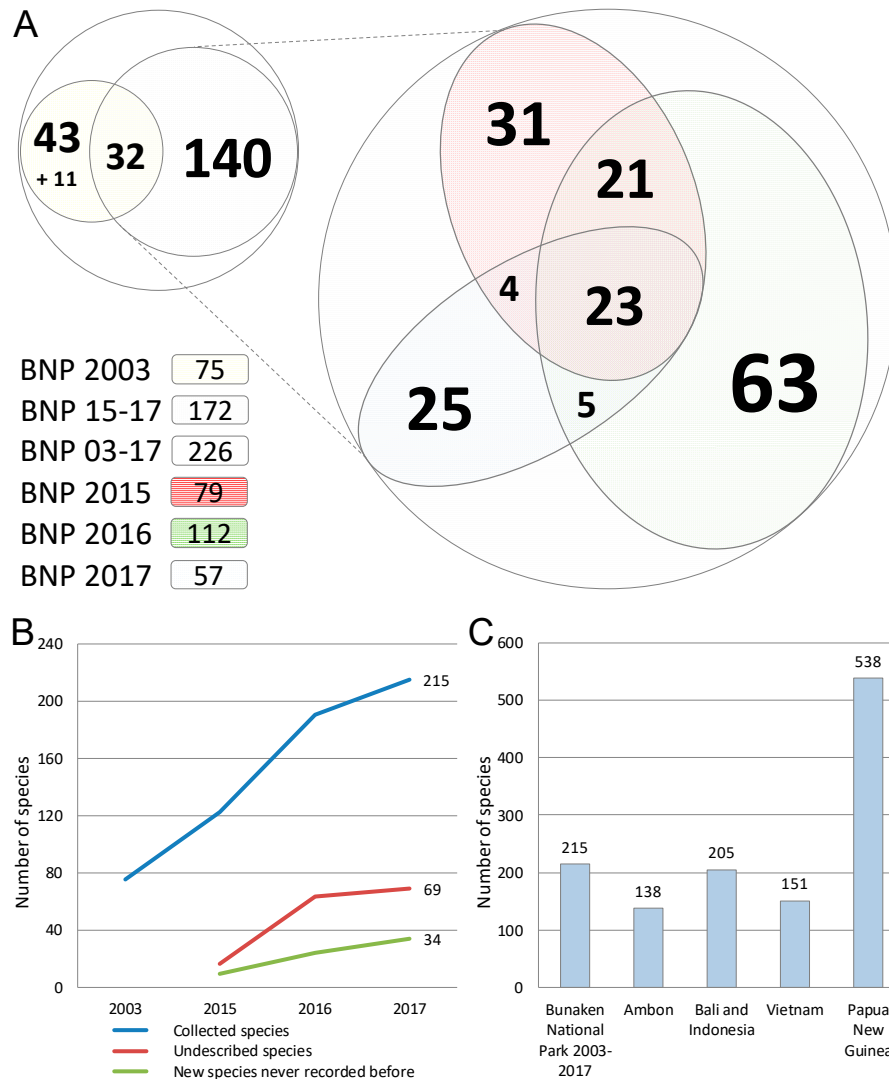 A
43
+ 11
32
140
31
21
4
23
63
25
5
BNP 2003 75
BNP 15-17 172
BNP 03-17 226
BNP 2015 79
BNP 2016 112
BNP 2017 57
B
Number of species
240
200
160
120
80
40
0
215
69
34
2003 2015 2016 2017
Collected species
Undescribed species
New species never recorded before
C
Number of species
600
500
400
300
200
100
0
215
138
205
151
538
Bunaken
National
Park 2003-
2017
Ambon
Bali and
Indonesia
Vietnam
Papua
New
Guinea